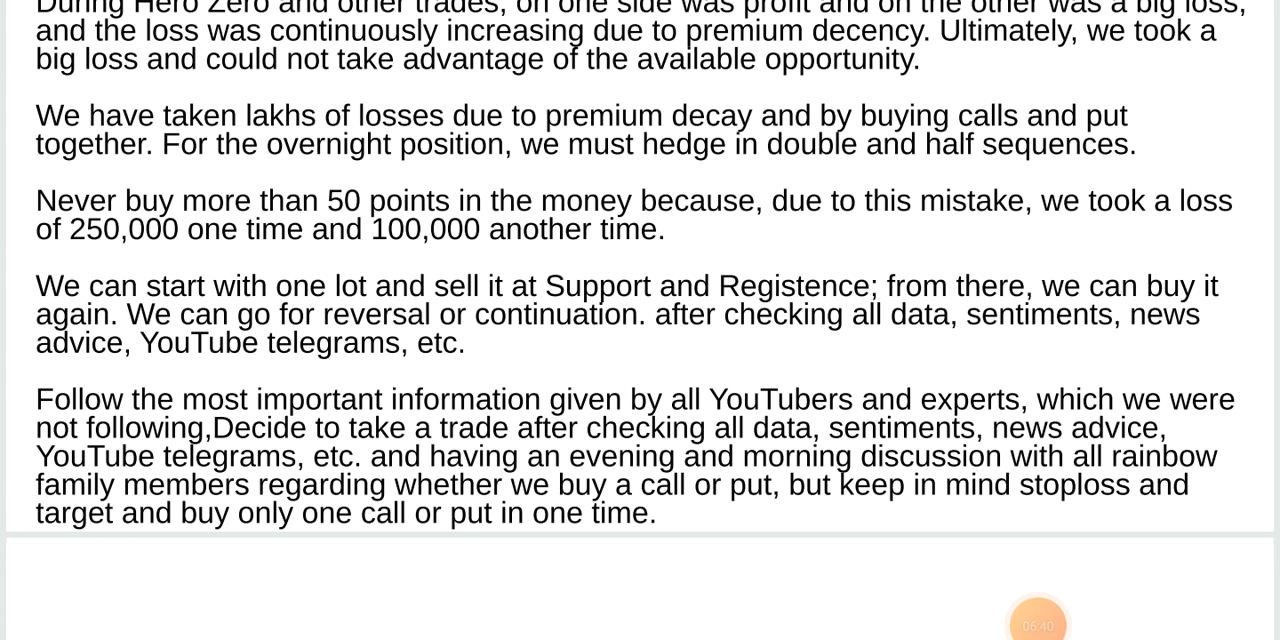 During Hero Zero and other trades, on one side was profit and on the other was a big loss,
and the loss was continuously increasing due to premium decency. Ultimately, we took a
big loss and could not take advantage of the available opportunity.
We have taken lakhs of losses due to premium decay and by buying calls and put
together. For the overnight position, we must hedge in double and half sequences.
Never buy more than 50 points in the money because, due to this mistake, we took a loss
of 250,000 one time and 100,000 another time.
We can start with one lot and sell it at Support and Registence; from there, we can buy it
again. We can go for reversal or continuation. after checking all data, sentiments, news
advice, YouTube telegrams, etc.
Follow the most important information given by all YouTubers and experts, which we were
not following,Decide to take a trade after checking all data, sentiments, news advice,
YouTube telegrams, etc. and having an evening and morning discussion with all rainbow
family members regarding whether we buy a call or put, but keep in mind stoploss and
target and buy only one call or put in one time.
06:40